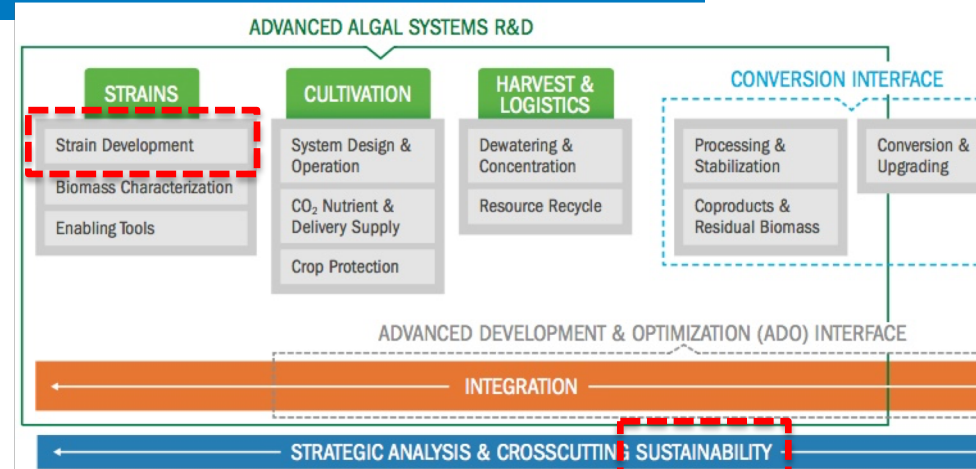 ADVANCED ALGAL SYSTEMS R&D
STRAINS
Strain Development
Biomass Characterization
Enabling Tools
CULTIVATION
System Design &
Operation
CO₂ Nutrient &
Delivery Supply
Crop Protection
HARVEST &
LOGISTICS
Dewatering &
Concentration
Resource Recycle
CONVERSION INTERFACE
Processing &
Stabilization
Coproducts &
Residual Biomass
Conversion &
Upgrading
ADVANCED DEVELOPMENT & OPTIMIZATION (ADO) INTERFACE
INTEGRATION
STRATEGIC ANALYSIS & CROSSCUTTING SUSTAINABILITY